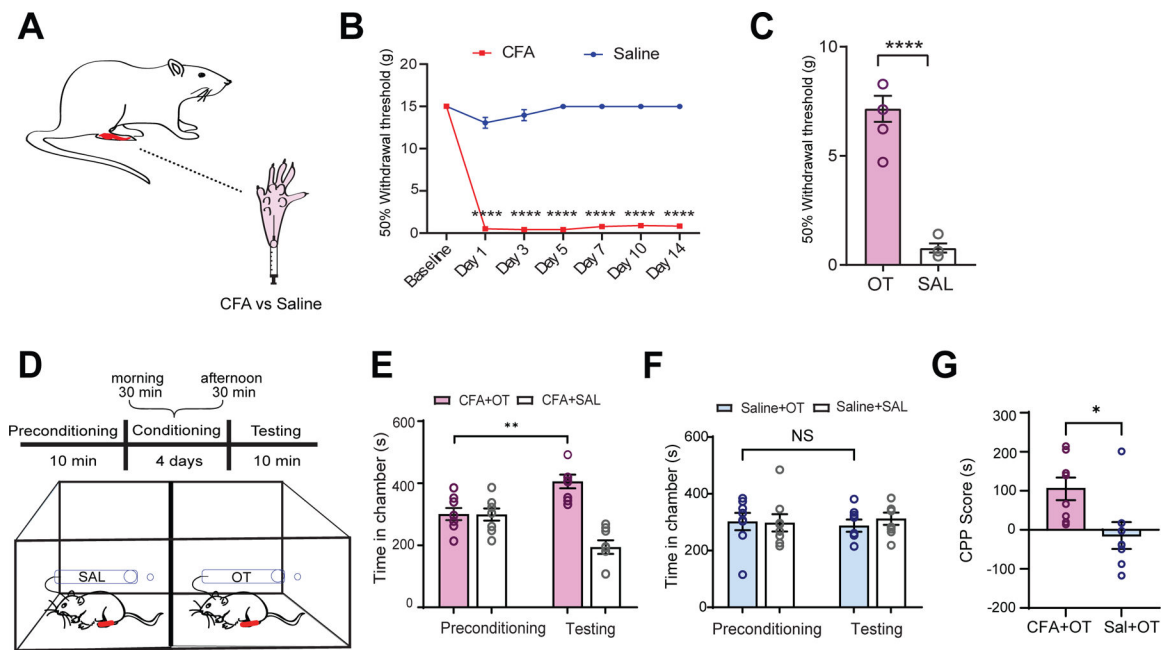 A
CFA vs Saline
B
CFA
Saline
50% Withdrawal threshold (g)
20
15
10
5
0
****
****
****
****
****
****
Baseline
Day 1
Day 3
Day 5
Day 7
Day 10
Day 14
C
50% Withdrawal threshold (g)
10
5
0
****
OT
SAL
D
morning
30 min
afternoon
30 min
Preconditioning
Conditioning
Testing
10 min
4 days
10 min
SAL
OT
E
CFA+OT
CFA+SAL
Time in chamber (s)
600
400
200
0
**
Preconditioning
Testing
F
Saline+OT
Saline+SAL
Time in chamber (s)
600
400
200
0
NS
Preconditioning
Testing
G
CPP Score (s)
300
200
100
0
-100
-200
*
CFA+OT
Sal+OT